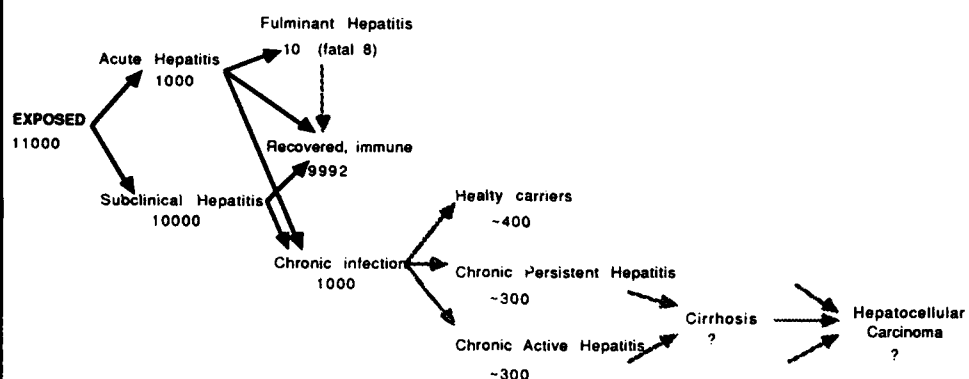 Fulminant Hepatitis
10 (fatal 8)
Acute Hepatitis
1000
EXPOSED
11000
Recovered, immune
9992
Subclinical Hepatitis
10000
Healty carriers
~400
Chronic infection
1000
Chronic Persistent Hepatitis
~300
Cirrhosis
?
Hepatocellular
Carcinoma
?
Chronic Active Hepatitis
~300